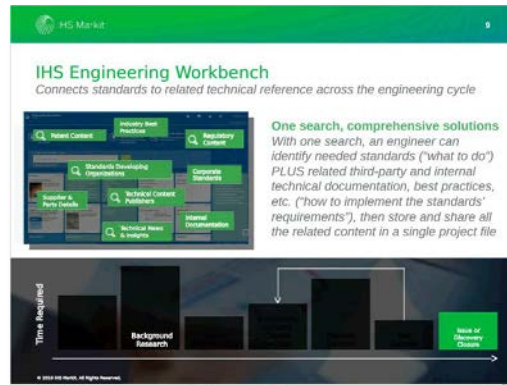 IHS Markit
9
IHS Engineering Workbench
Connects standards to related technical reference across the engineering cycle
Patent Content
Industry Best
Practices
Regulatory
Content
Standards Developing
Organizations
Corporate
Standards
Supplier &
Parts Details
Technical Content
Publishers
Internal
Documentation
Technical News
& Insights
One search, comprehensive solutions
With one search, an engineer can
identify needed standards ("what to do")
PLUS related third-party and internal
technical documentation, best practices,
etc. ("how to implement the standards'
requirements"), then store and share all
the related content in a single project file
Time Required
Background
Research
Issue or
Discovery
Closure
© 2019 IHS Markit. All Rights Reserved.